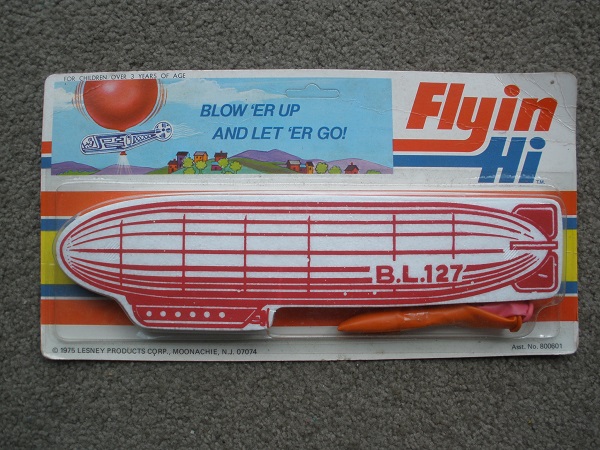 FOR CHILDREN OVER 3 YEARS OF AGE
BLOW 'ER UP
AND LET 'ER GO!
Flyin
Hi™
B.L.127
© 1975 LESNEY PRODUCTS CORP., MOONACHIE, N.J. 07074
Asst. No. 800601